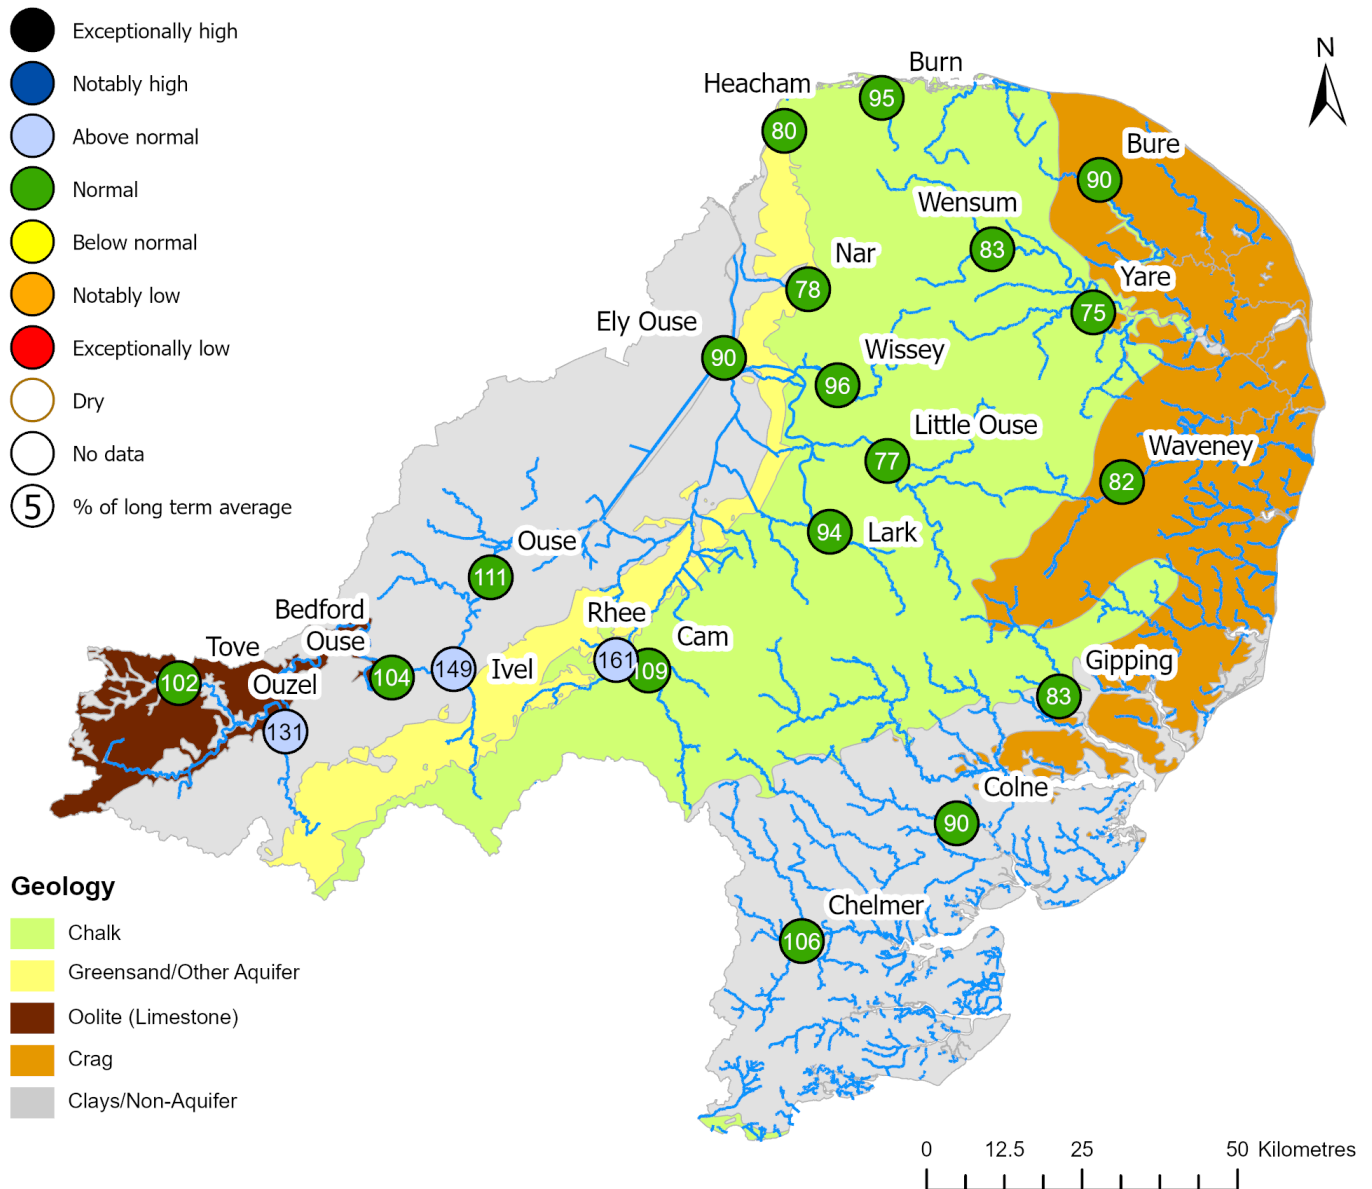 Exceptionally high
Notably high
Above normal
Normal
Below normal
Notably low
Exceptionally low
Dry
No data
5 % of long term average
N
Burn
95
Heacham
80
Bure
90
Wensum
83
Nar
78
Yare
75
Ely Ouse
90
Wissey
96
Little Ouse
77
Waveney
82
Lark
94
Ouse
111
Bedford
Ouse
104
Rhee
161
Cam
109
Tove
102
Ouzel
131
Ivel
149
Gipping
83
Colne
90
Chelmer
106
Geology
Chalk
Greensand/Other Aquifer
Oolite (Limestone)
Crag
Clays/Non-Aquifer
0 12.5 25 50 Kilometres